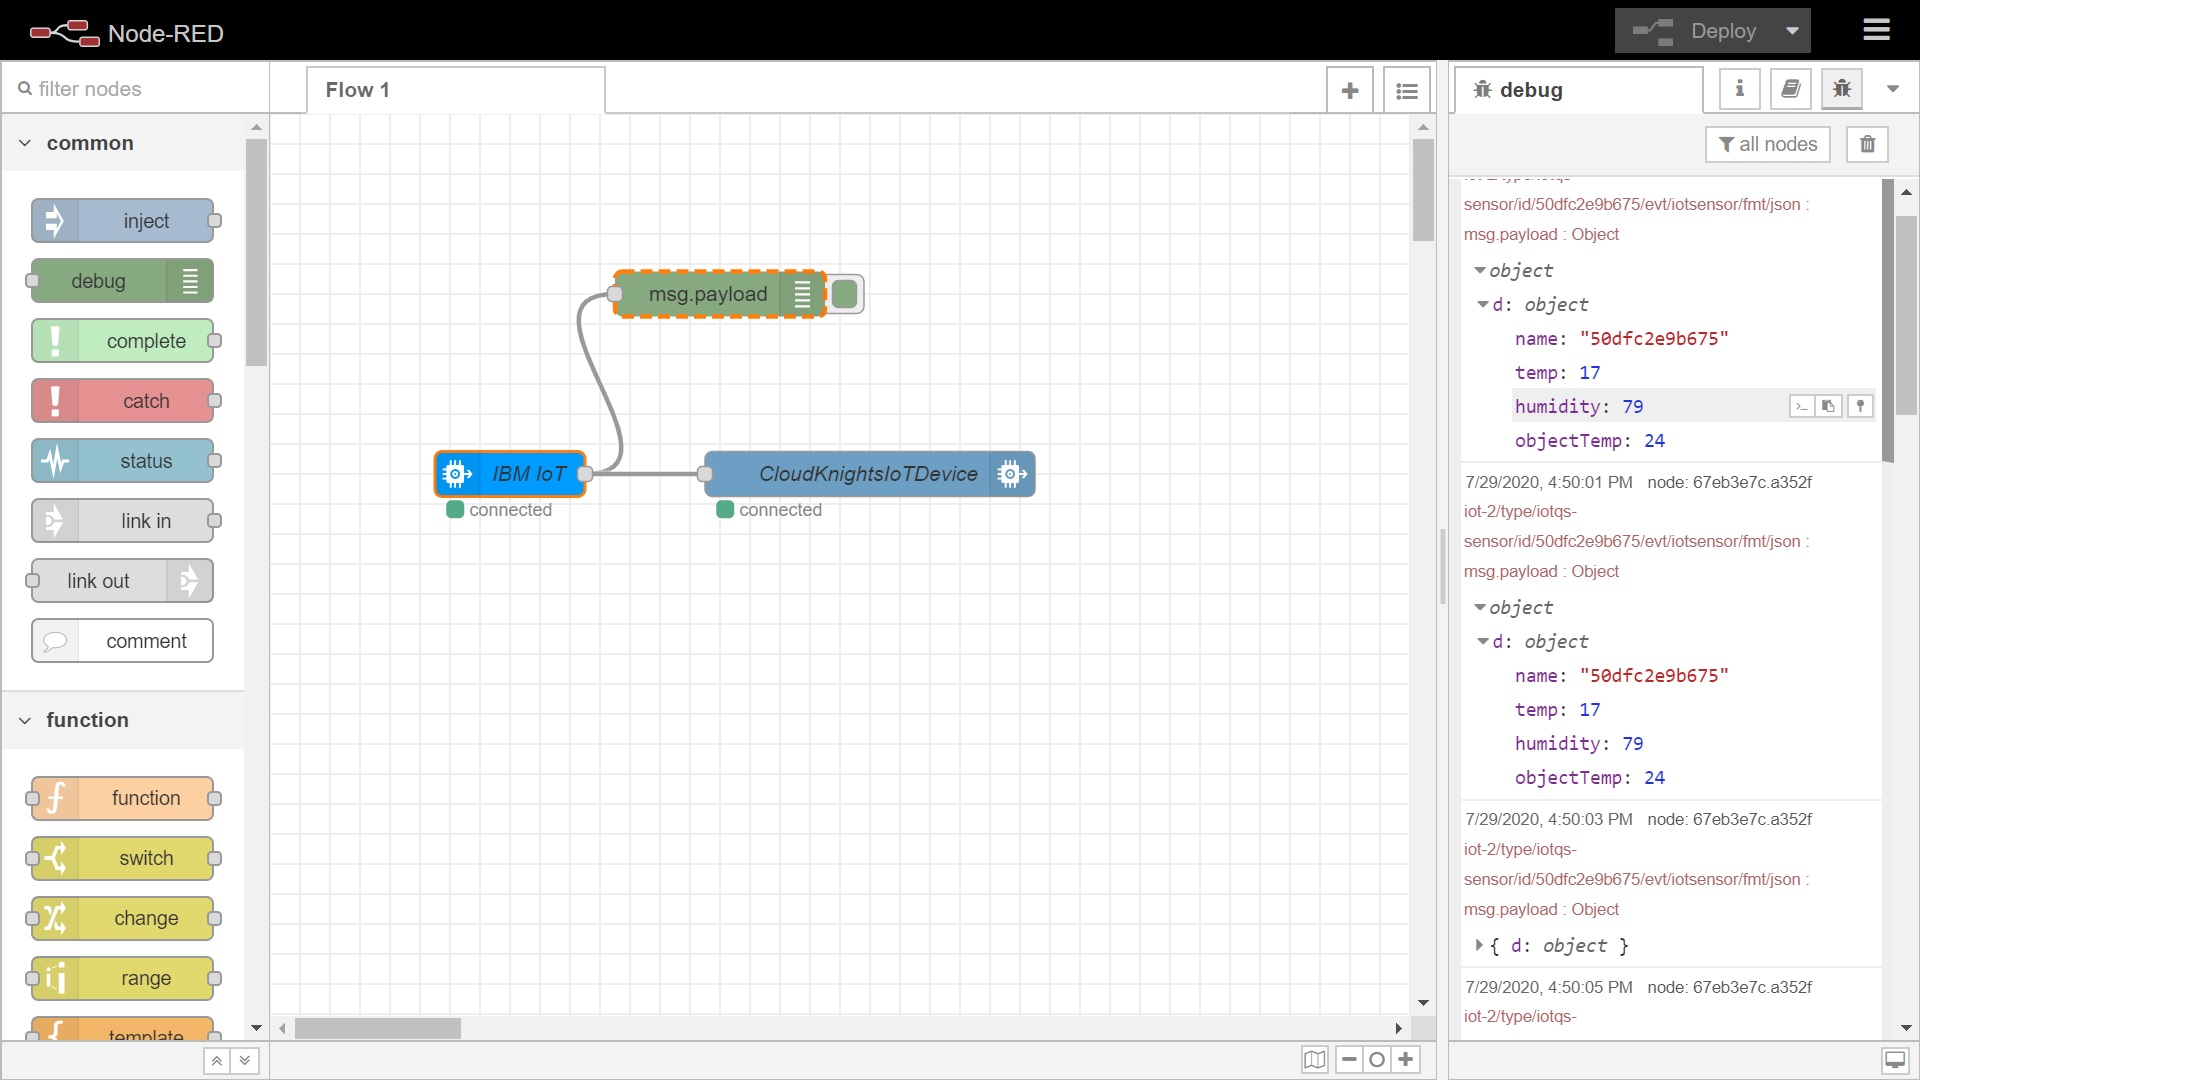 Node-RED
Deploy
filter nodes
Flow 1
debug
common
all nodes
inject
debug
complete
catch
status
link in
link out
comment
function
function
switch
change
range
template
msg.payload
IBM IoT
connected
CloudKnightsIoTDevice
connected
iot-2/type/iotqs-
sensor/id/50dfc2e9b675/evt/iotsensor/fmt/json :
msg.payload : Object
object
d: object
name: "50dfc2e9b675"
temp: 17
humidity: 79
objectTemp: 24
7/29/2020, 4:50:01 PM node: 67eb3e7c.a352f
iot-2/type/iotqs-
sensor/id/50dfc2e9b675/evt/iotsensor/fmt/json :
msg.payload : Object
object
d: object
name: "50dfc2e9b675"
temp: 17
humidity: 79
objectTemp: 24
7/29/2020, 4:50:03 PM node: 67eb3e7c.a352f
iot-2/type/iotqs-
sensor/id/50dfc2e9b675/evt/iotsensor/fmt/json :
msg.payload : Object
{ d: object }
7/29/2020, 4:50:05 PM node: 67eb3e7c.a352f
iot-2/type/iotqs-